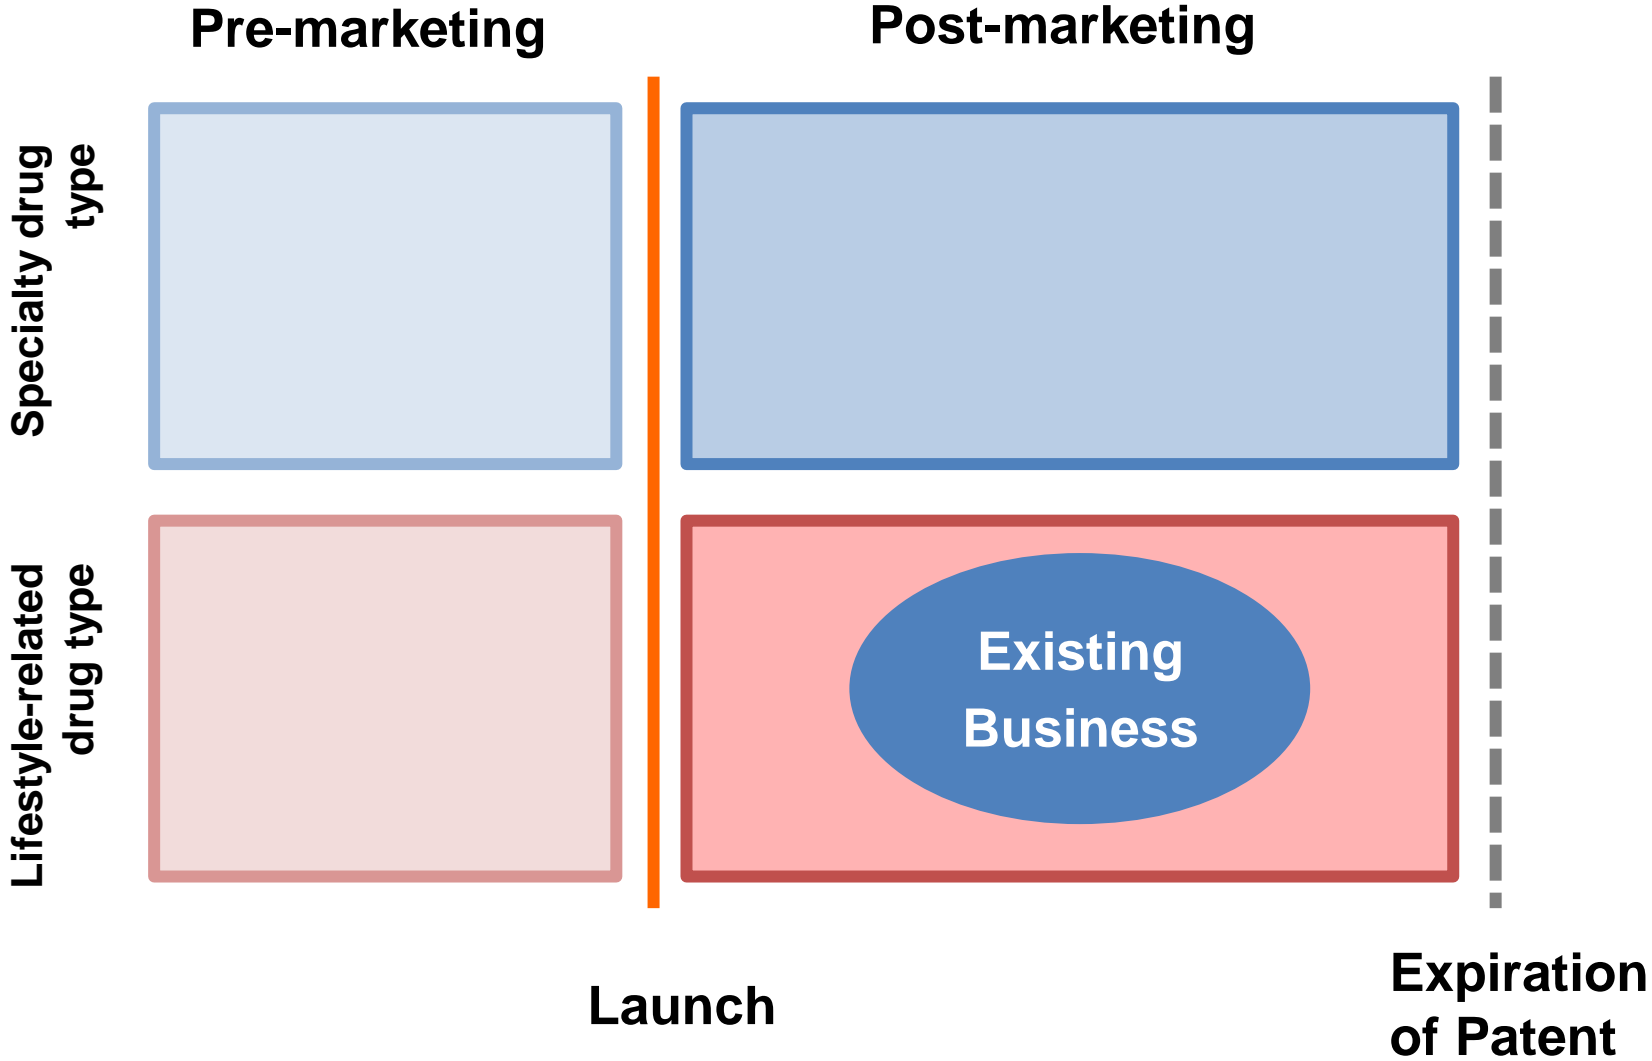 Pre-marketing
Post-marketing
Specialty drug
type
Lifestyle-related
drug type
Existing
Business
Launch
Expiration
of Patent